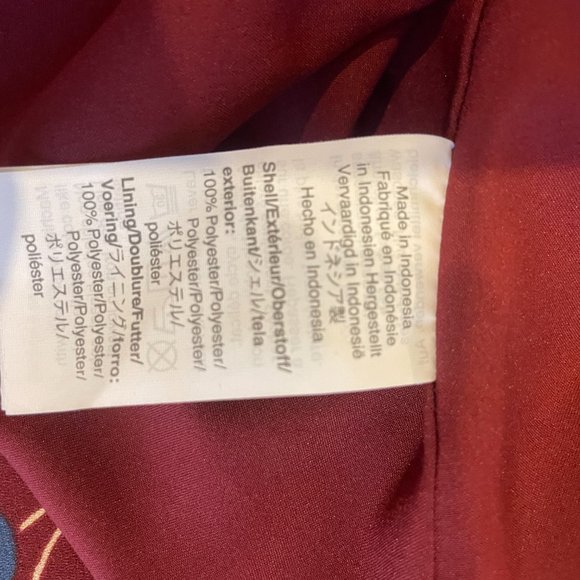 Made in Indonesia
Fabriqué en Indonésie
in Indonesien Hergestellt
Vervaardigd in Indonesië
インドネシア製
Hecho en Indonesia
Shell/Extérieur/Oberstoff/
Buitenkant/シェル/tela
exterior:
100% Polyester/Polyester/
Polyester/Polyester/
ポリエステル/
poliéster
Lining/Doublure/Futter/
Voering/ライニング/forro:
100% Polyester/Polyester/
Polyester/Polyester/
ポリエステル/
poliéster